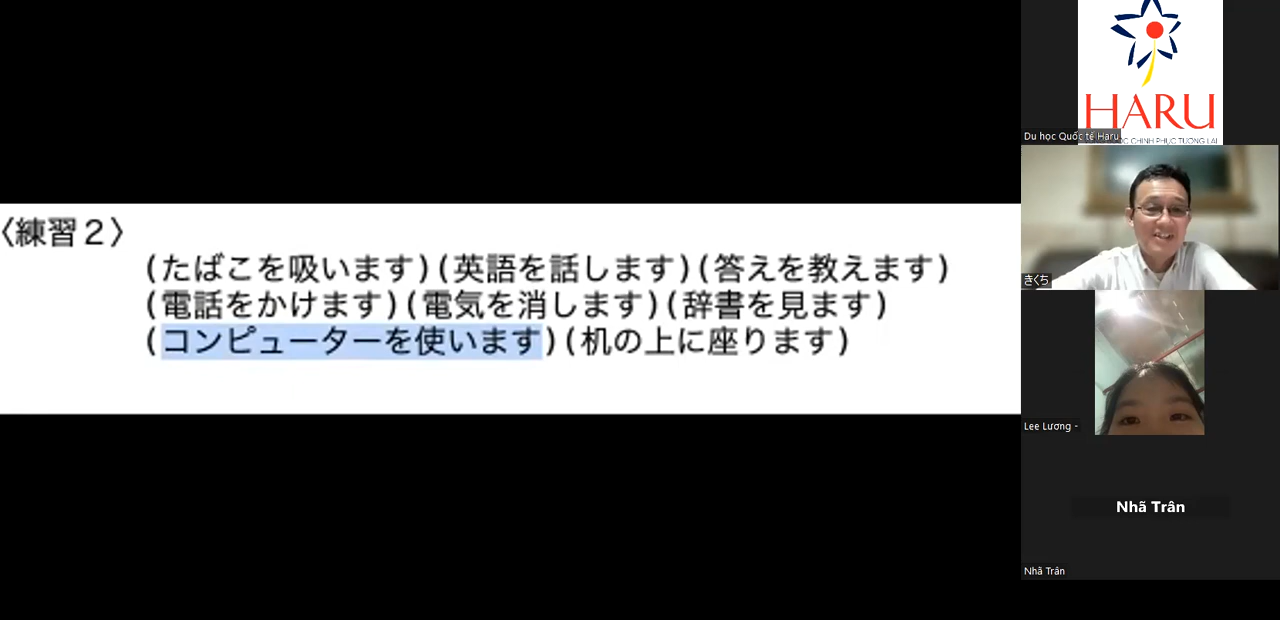 〈練習２〉
(たばこを吸います)(英語を話します)(答えを教えます)
(電話をかけます)(電気を消します)(辞書を見ます)
(コンピューターを使います)(机の上に座ります)
HARU
CHINH PHỤC TƯƠNG LAI
Du học Quốc tế Haru
きくち
Lee Lương -
Nhã Trân
Nhã Trân